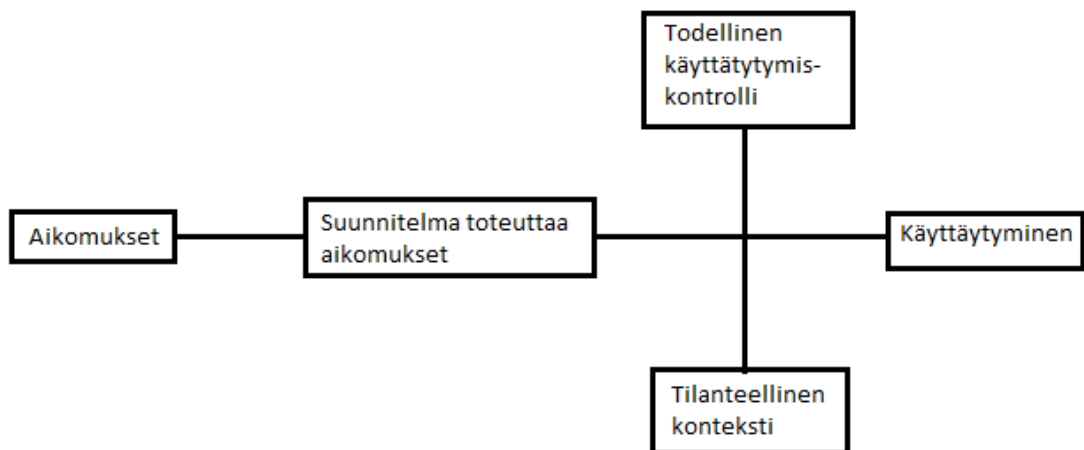 Todellinen
käyttätytymis-
kontrolli
Aikomukset
Suunnitelma toteuttaa
aikomukset
Käyttäytyminen
Tilanteellinen
konteksti